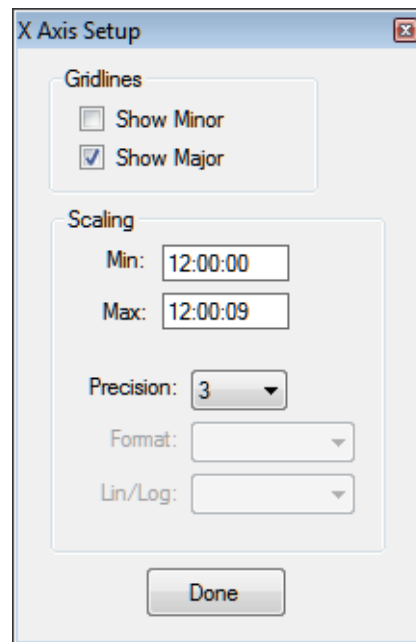 X Axis Setup
Gridlines
Show Minor
Show Major
Scaling
Min: 12:00:00
Max: 12:00:09
Precision: 3
Format:
Lin/Log:
Done